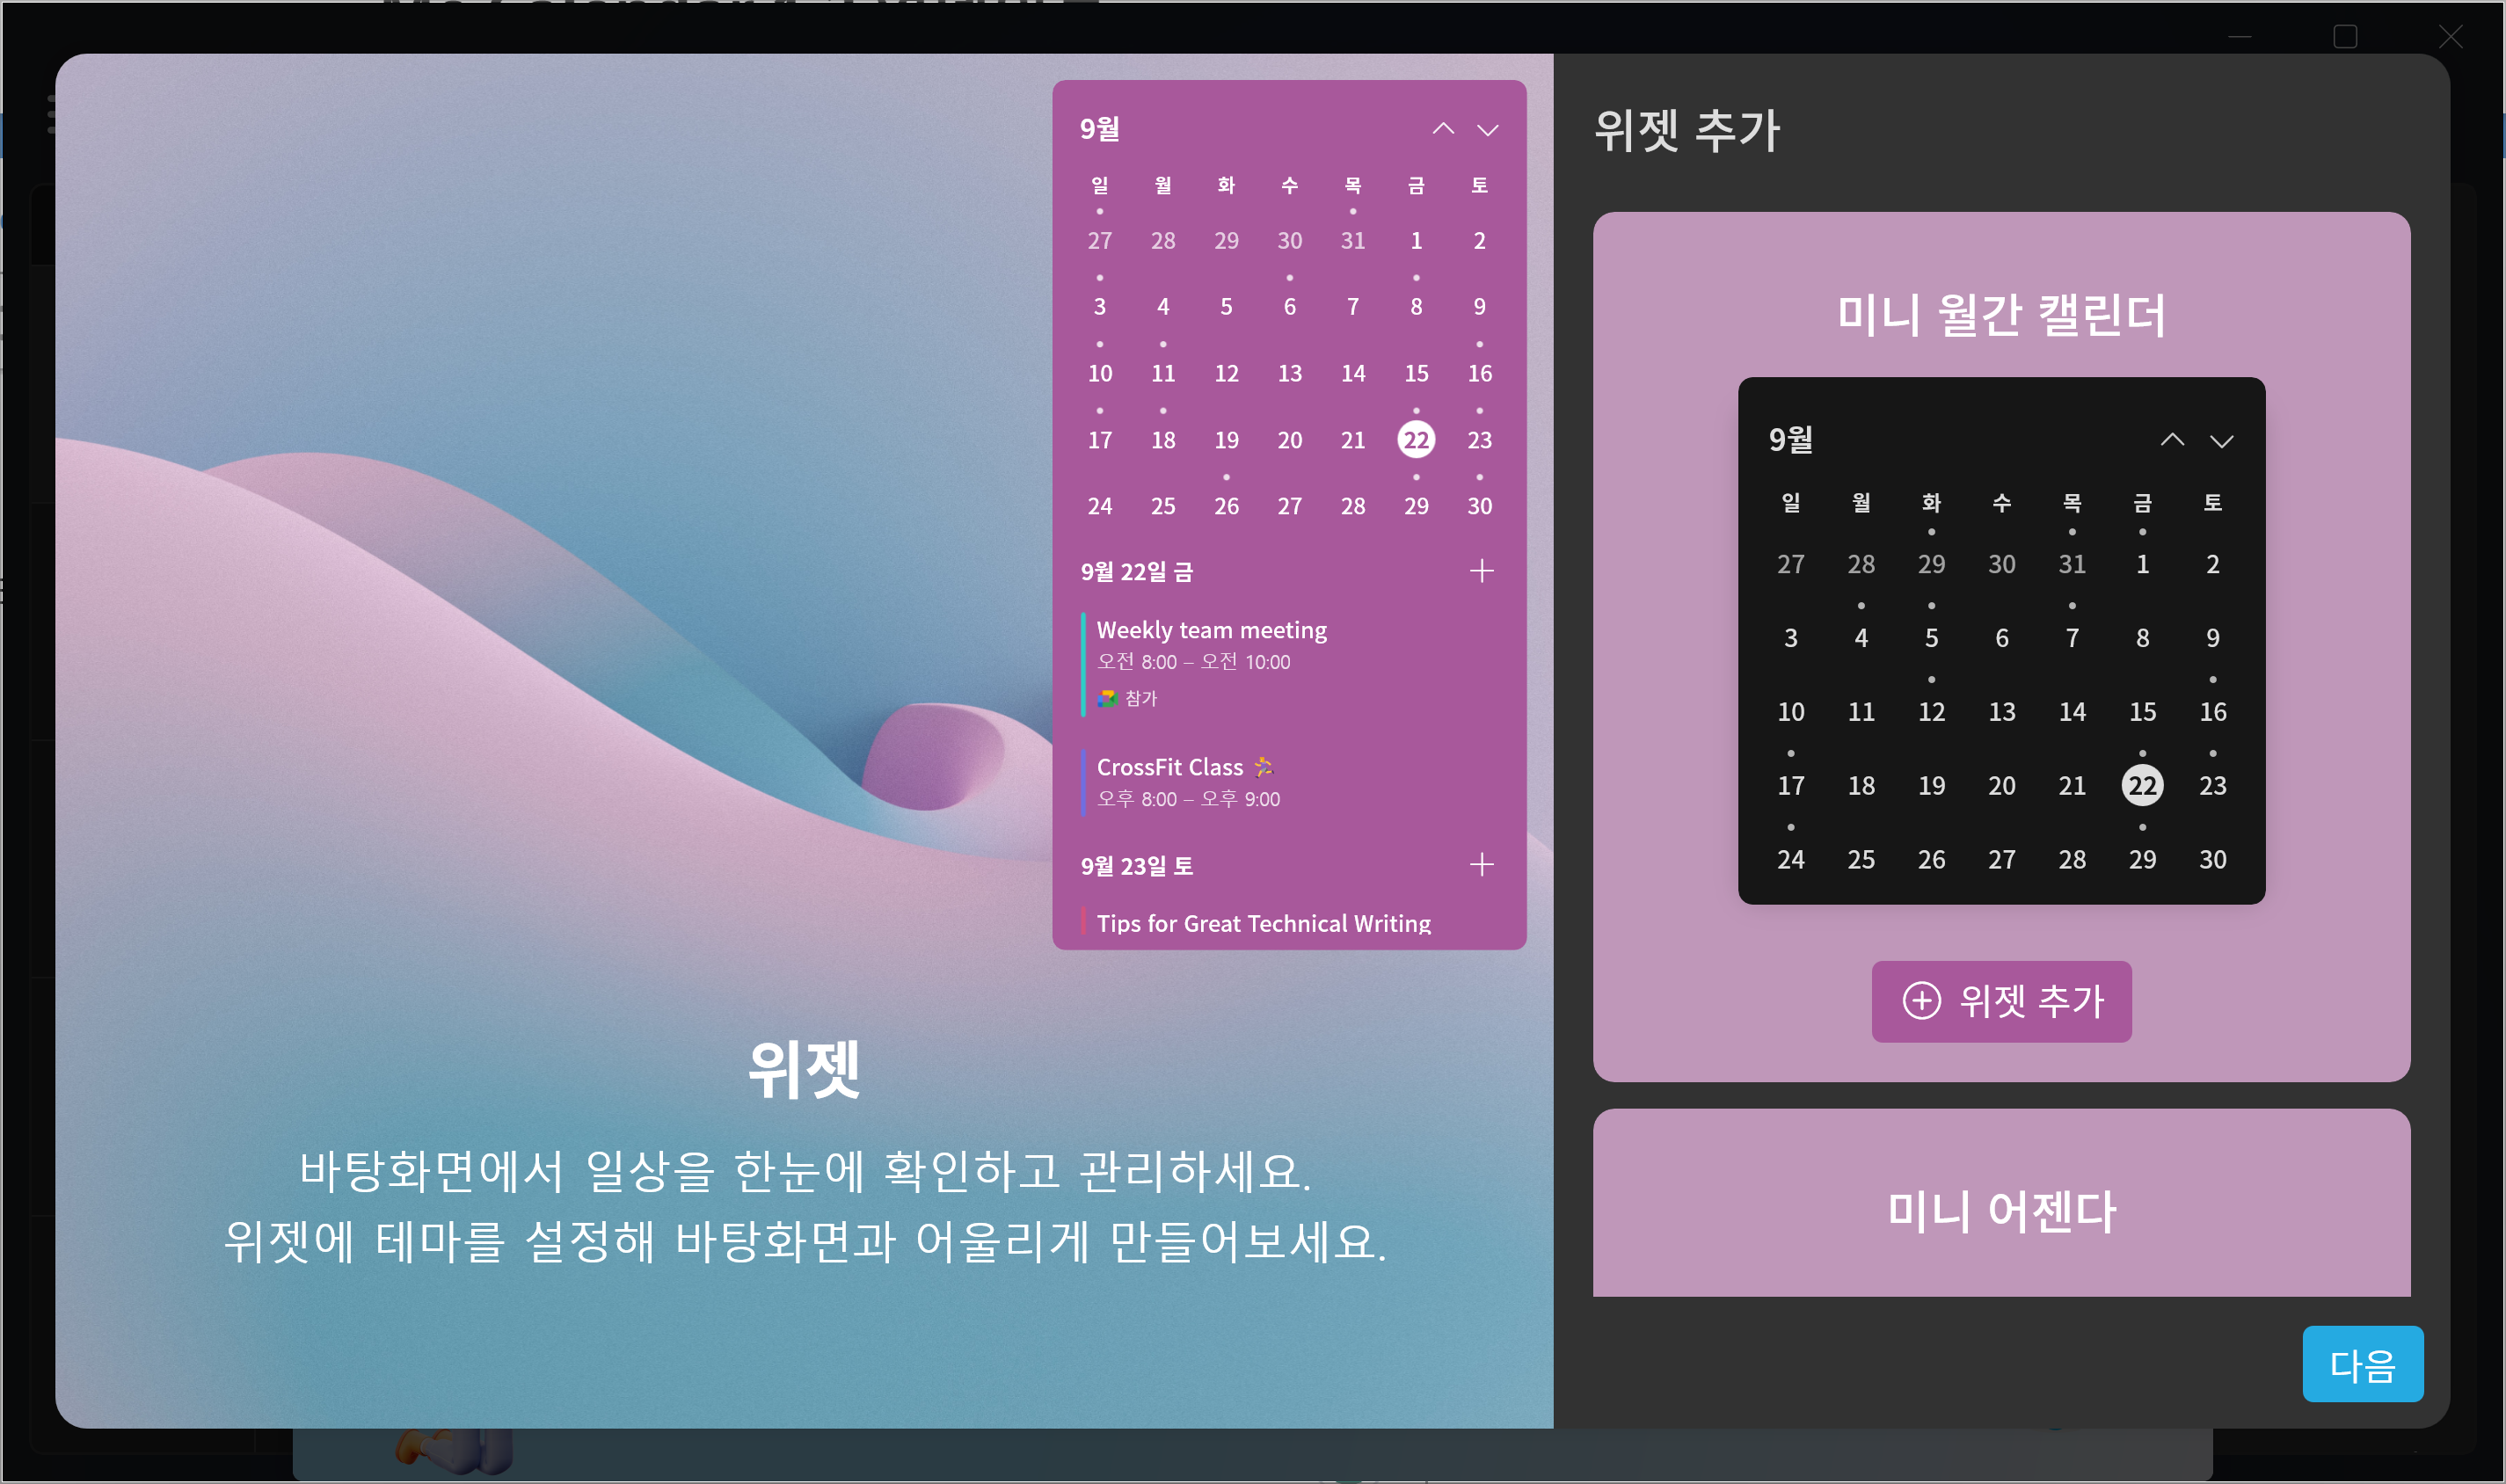 9월
일 월 화 수 목 금 토
27 28 29 30 31 1 2
3 4 5 6 7 8 9
10 11 12 13 14 15 16
17 18 19 20 21 22 23
24 25 26 27 28 29 30
9월 22일 금
Weekly team meeting
오전 8:00 – 오전 10:00
참가
CrossFit Class
오후 8:00 – 오후 9:00
9월 23일 토
Tips for Great Technical Writing
위젯
바탕화면에서 일상을 한눈에 확인하고 관리하세요.
위젯에 테마를 설정해 바탕화면과 어울리게 만들어보세요.
위젯 추가
미니 월간 캘린더
9월
일 월 화 수 목 금 토
27 28 29 30 31 1 2
3 4 5 6 7 8 9
10 11 12 13 14 15 16
17 18 19 20 21 22 23
24 25 26 27 28 29 30
위젯 추가
미니 어젠다
다음